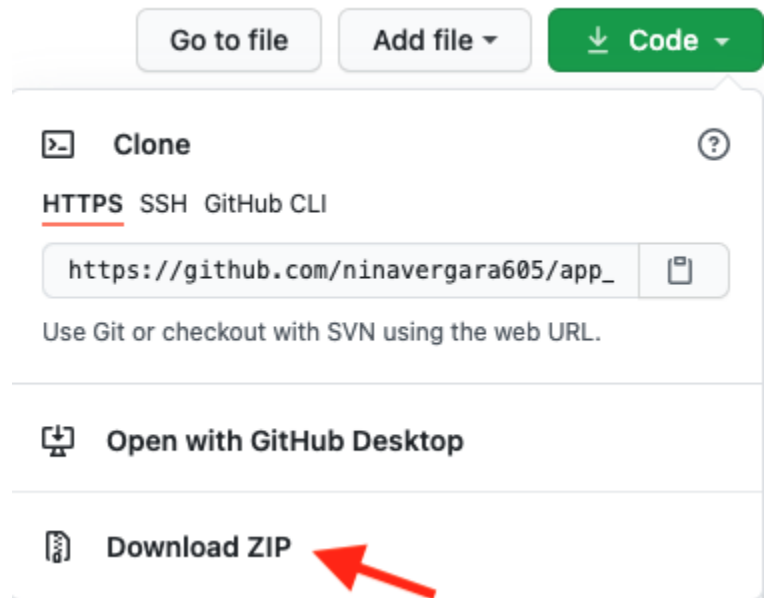 Go to file Add file Code
Clone
HTTPS SSH GitHub CLI
https://github.com/ninavergara605/app_
Use Git or checkout with SVN using the web URL.
Open with GitHub Desktop
Download ZIP